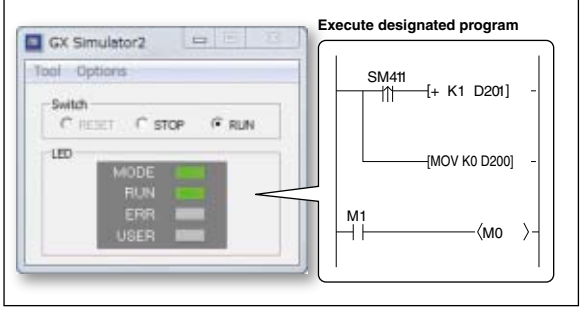 Execute designated program
GX Simulator2
Tool Options
Switch
RESET STOP RUN
LED
MODE
RUN
ERR
USER
SM411
[+ K1 D201]
[MOV K0 D200]
M1
M0